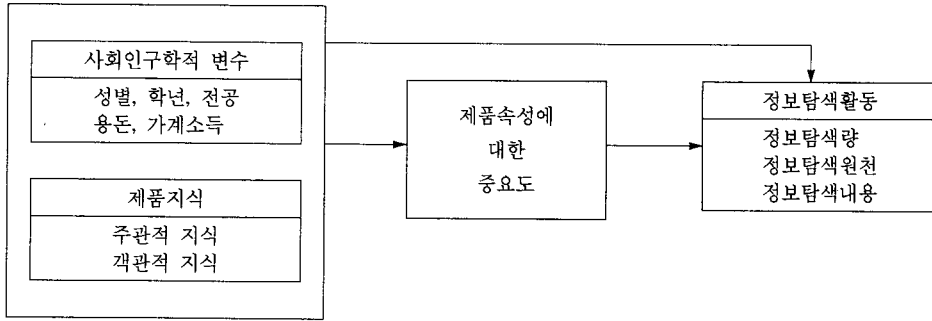 사회인구학적 변수
성별, 학년, 전공
용돈, 가계소득
제품지식
주관적 지식
객관적 지식
제품속성에
대한
중요도
정보탐색활동
정보탐색량
정보탐색원천
정보탐색내용